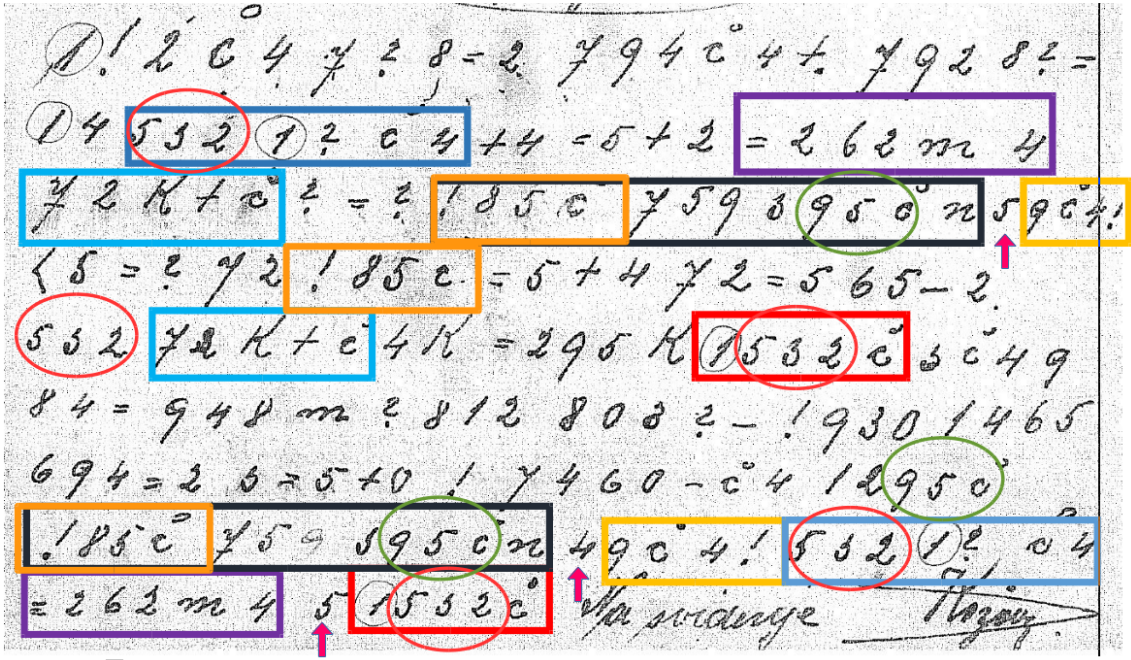 1 ! 2 c 4 7 ? 8 = 2. 7 9 4 c° 4 +. 7 9 2 8 ? =
1 4 5 3 2 1 ? c 4 + 4 = 5 + 2 = 2 6 2 m 4
7 2 K + c° ? = ? ! 8 5 c° 7 5 9 3 9 5 c° n 5 9 c° 4 !
( 5 = ? 7 2 ! 8 5 c. = 5 + 4 7 2 = 5 6 5 - 2.
5 3 2 7 2 K + c° 4 K = 2 9 5 K 1 5 3 2 c° 3 c° 4 9
8 4 = 9 4 8 m ? 8 1 2 8 0 3 ? - ! 9 3 0 1 4 6 5
6 9 4 = 2 3 = 5 + 0 ! 7 4 6 0 - c° 4 1 2 9 5 c°
! 8 5 c° 7 5 9 3 9 5 c° n 4 9 c° 4 ! 5 3 2 1 ? c 4
= 2 6 2 m 4 5 1 5 3 2 c° Na svidenje